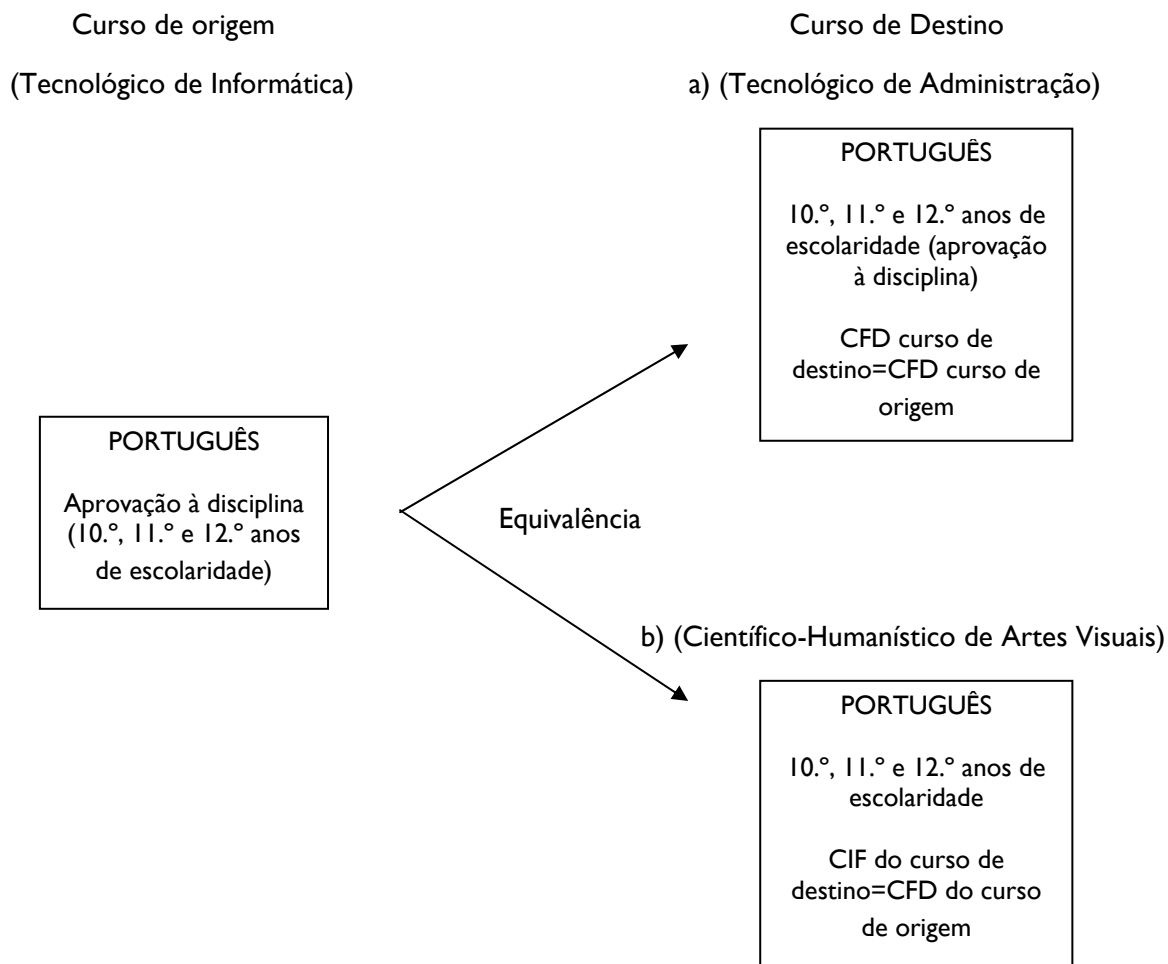 Curso de origem
Curso de Destino
(Tecnológico de Informática)
a) (Tecnológico de Administração)
PORTUGUÊS
10.º, 11.º e 12.º anos de
escolaridade (aprovação
à disciplina)
CFD curso de
destino=CFD curso de
origem
PORTUGUÊS
Aprovação à disciplina
(10.º, 11.º e 12.º anos
de escolaridade)
Equivalência
b) (Científico-Humanístico de Artes Visuais)
PORTUGUÊS
10.º, 11.º e 12.º anos de
escolaridade
CIF do curso de
destino=CFD do curso
de origem